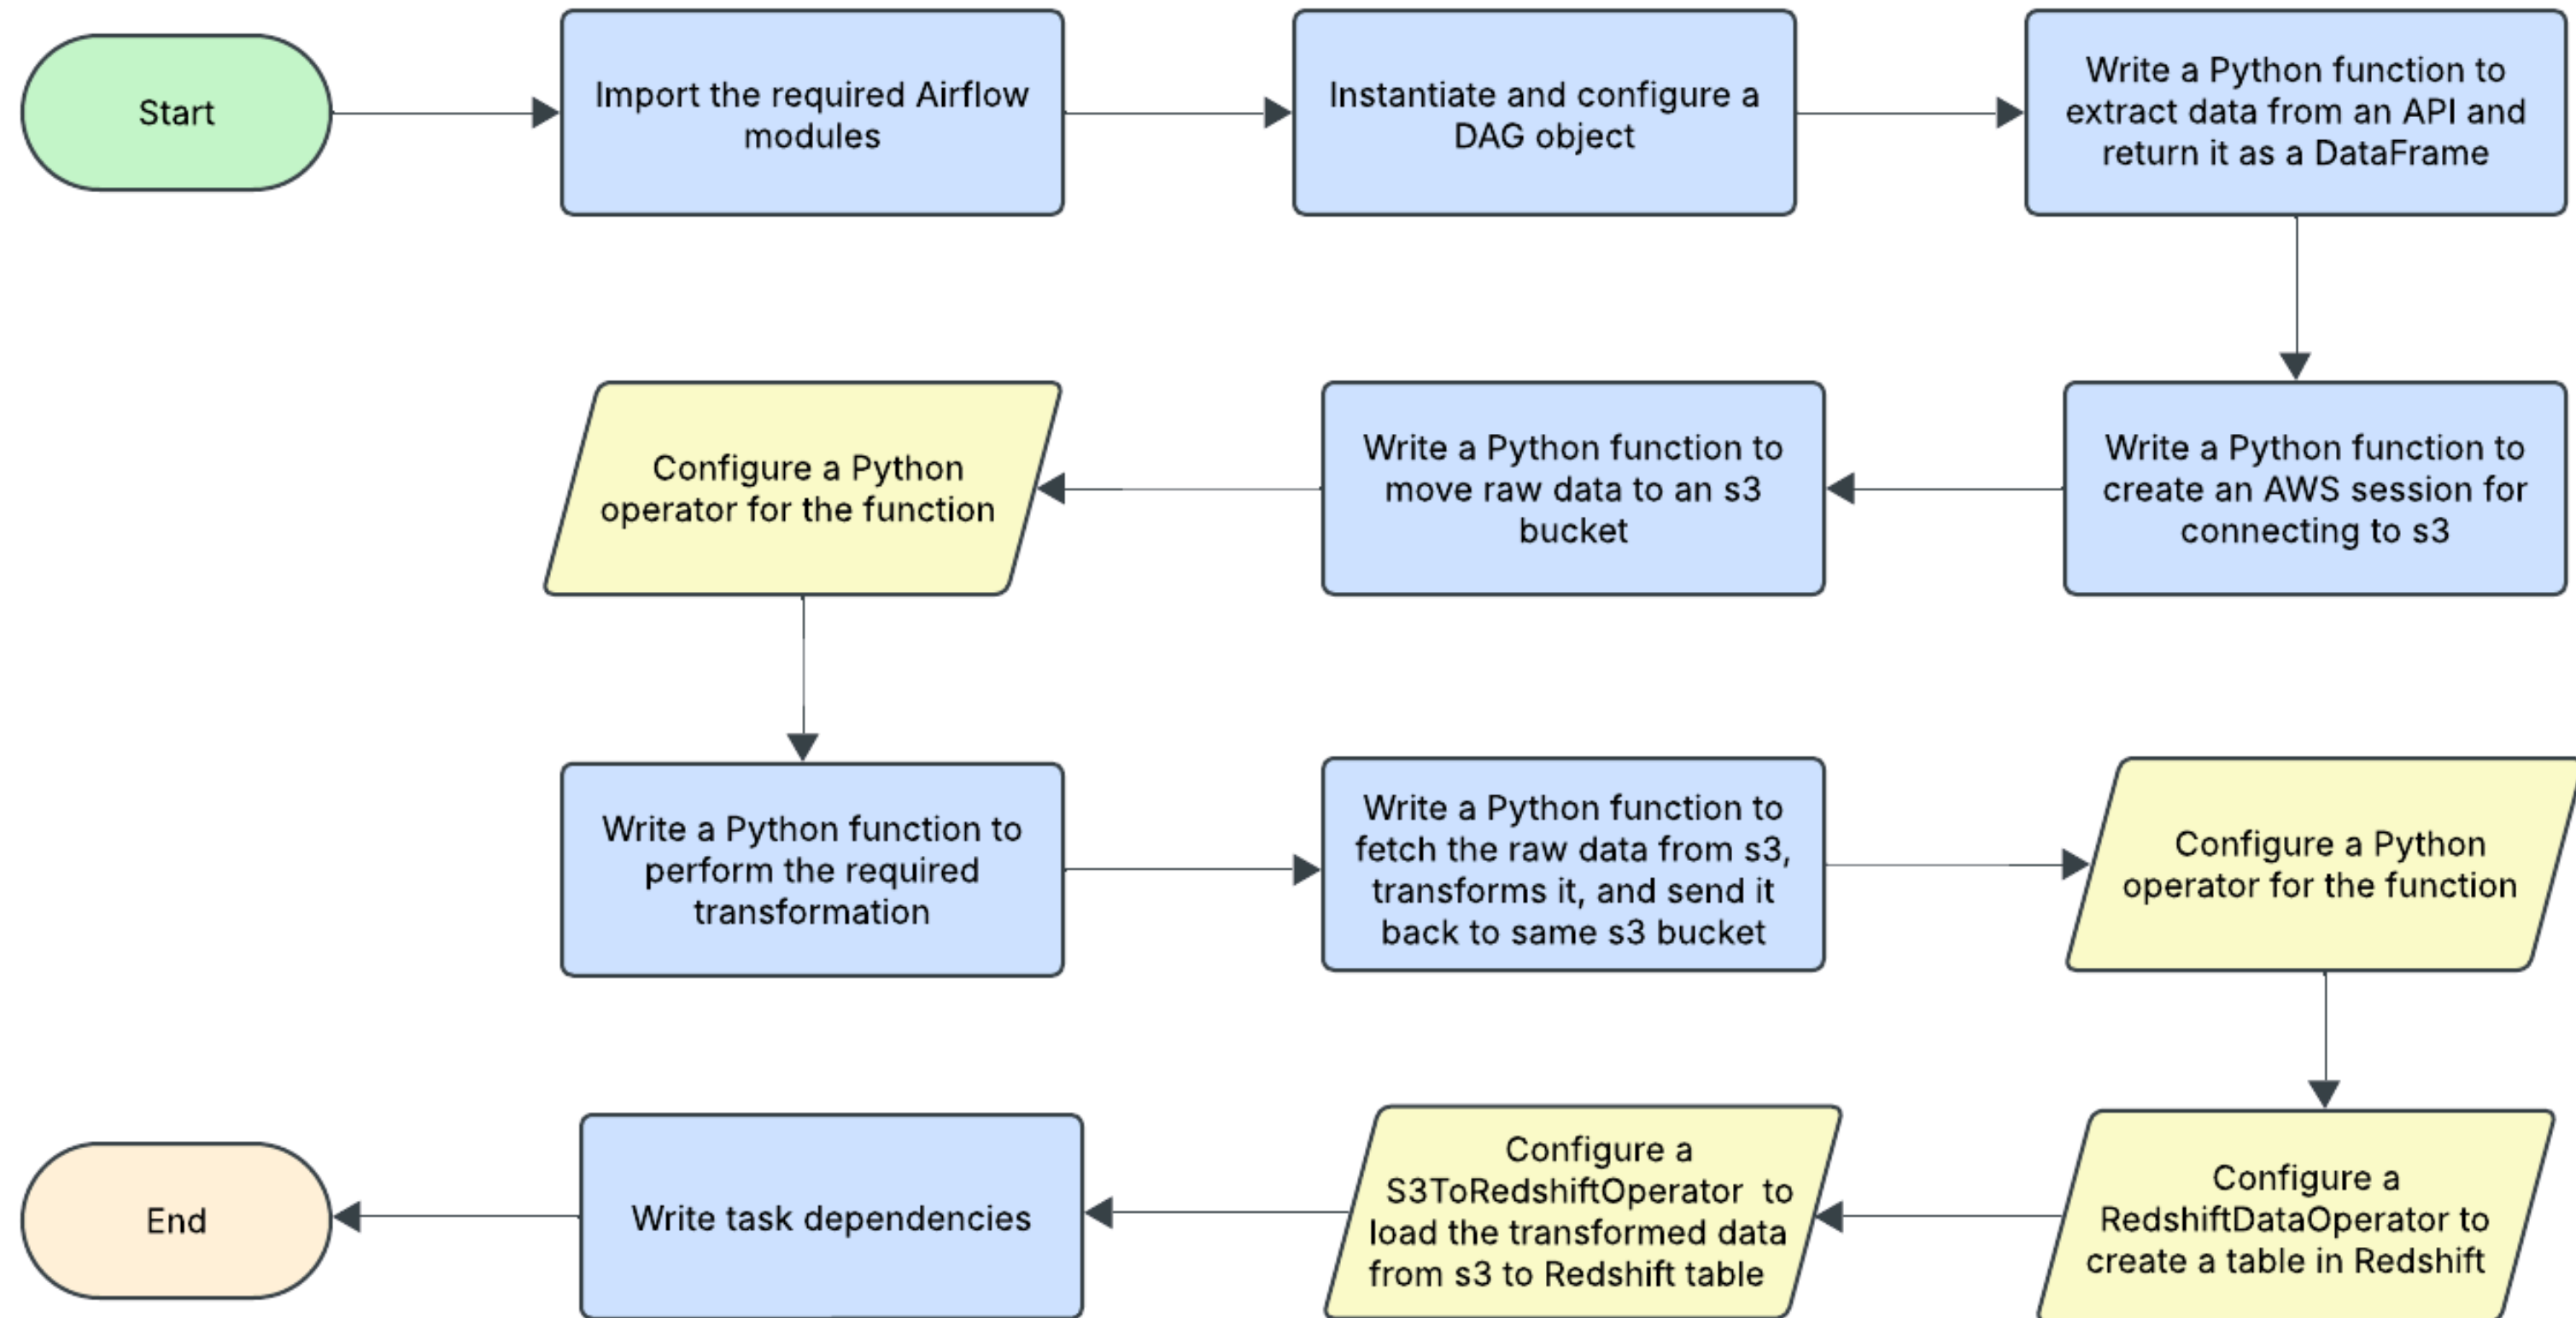 Start
Import the required Airflow
modules
Instantiate and configure a
DAG object
Write a Python function to
extract data from an API and
return it as a DataFrame
Write a Python function to
create an AWS session for
connecting to s3
Write a Python function to
move raw data to an s3
bucket
Configure a Python
operator for the function
Write a Python function to
perform the required
transformation
Write a Python function to
fetch the raw data from s3,
transforms it, and send it
back to same s3 bucket
Configure a Python
operator for the function
Configure a
RedshiftDataOperator to
create a table in Redshift
Configure a
S3ToRedshiftOperator to
load the transformed data
from s3 to Redshift table
Write task dependencies
End